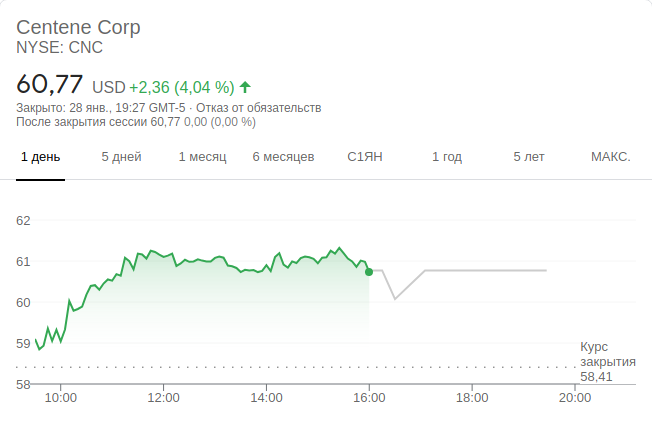 Centene Corp
NYSE: CNC
60,77 USD +2,36 (4,04 %)
Закрыто: 28 янв., 19:27 GMT-5 · Отказ от обязательств
После закрытия сессии 60,77 0,00 (0,00 %)
1 день 5 дней 1 месяц 6 месяцев С1ЯН 1 год 5 лет МАКС.
62
61
60
59
58
Курс
закрытия
58,41
10:00 12:00 14:00 16:00 18:00 20:00